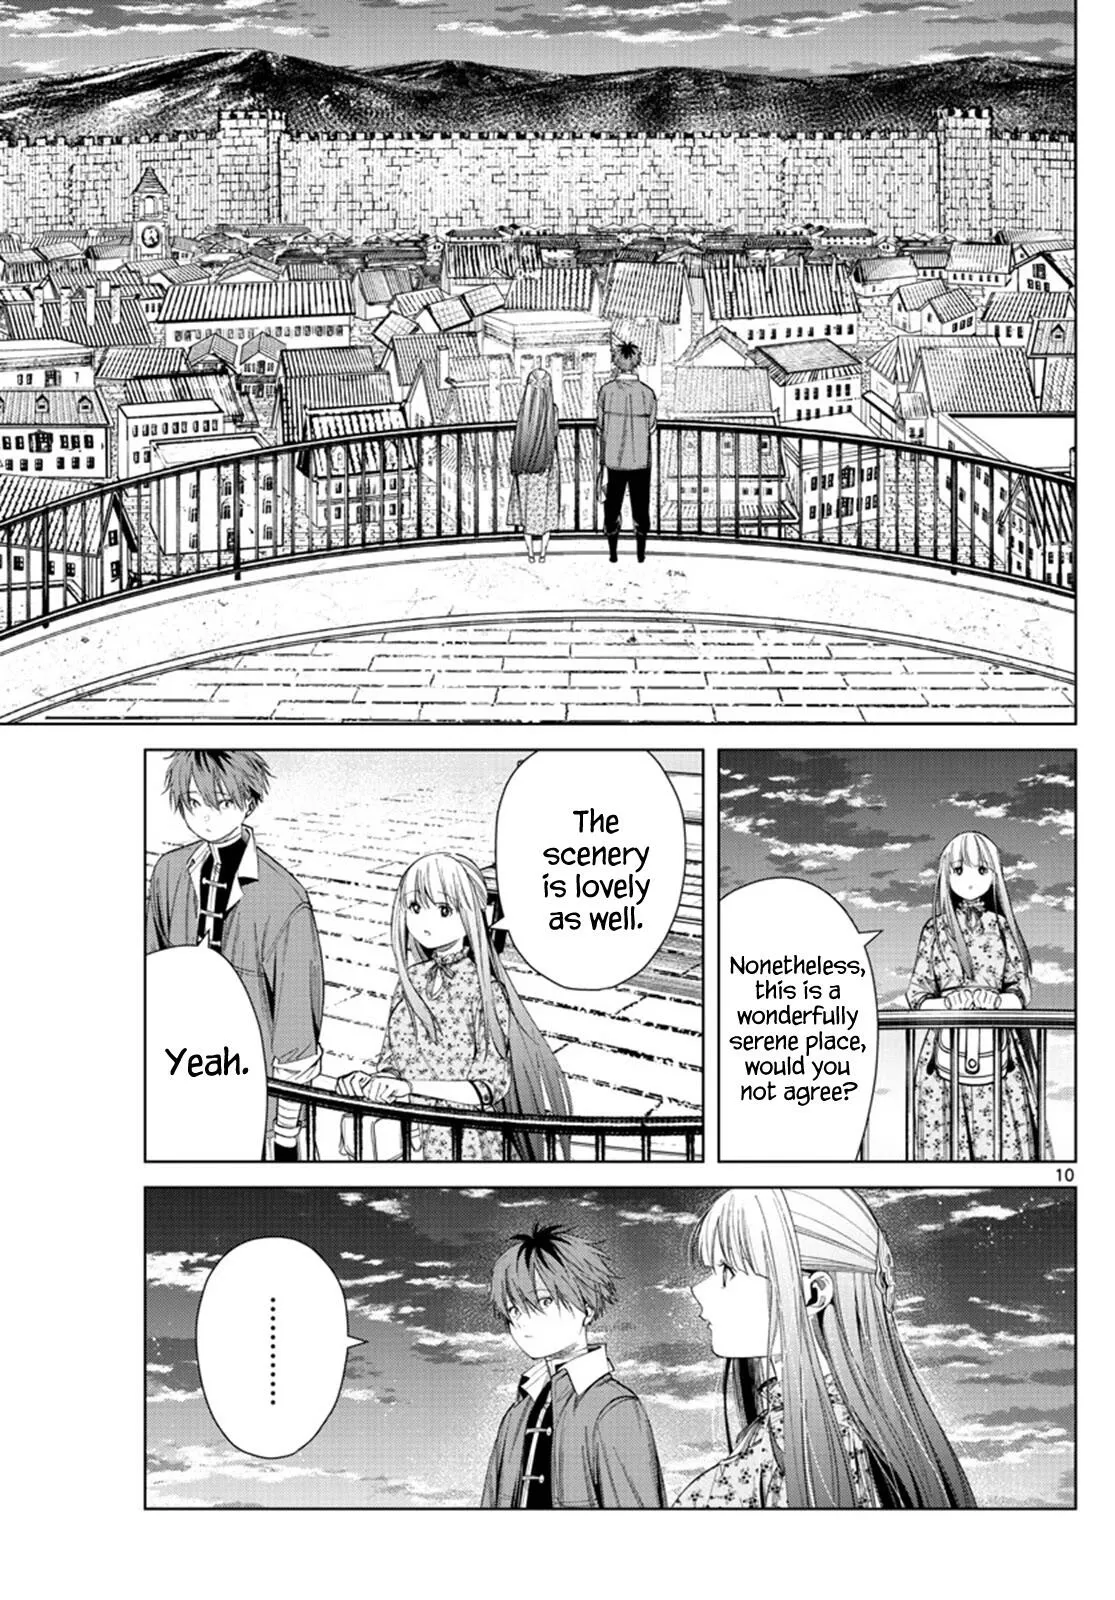 Nonetheless,
this is a
wonderfully
serene place,
would you
not agree?
The
scenery
is lovely
as well.
Yeah.
10
.........